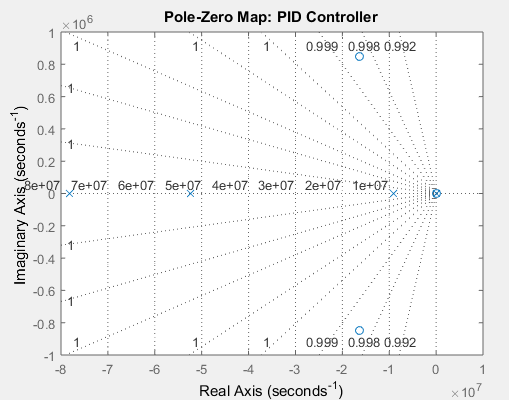 Pole-Zero Map: PID Controller
×10⁶
1
0.8
0.6
0.4
0.2
0
-0.2
-0.4
-0.6
-0.8
-1
Imaginary Axis (seconds⁻¹)
1 1 1 0.999 0.998 0.992
1
1
8e+07 7e+07 6e+07 5e+07 4e+07 3e+07 2e+07 1e+07
1
1
1 1 1 0.999 0.998 0.992
-8 -7 -6 -5 -4 -3 -2 -1 0 1
Real Axis (seconds⁻¹)
×10⁷